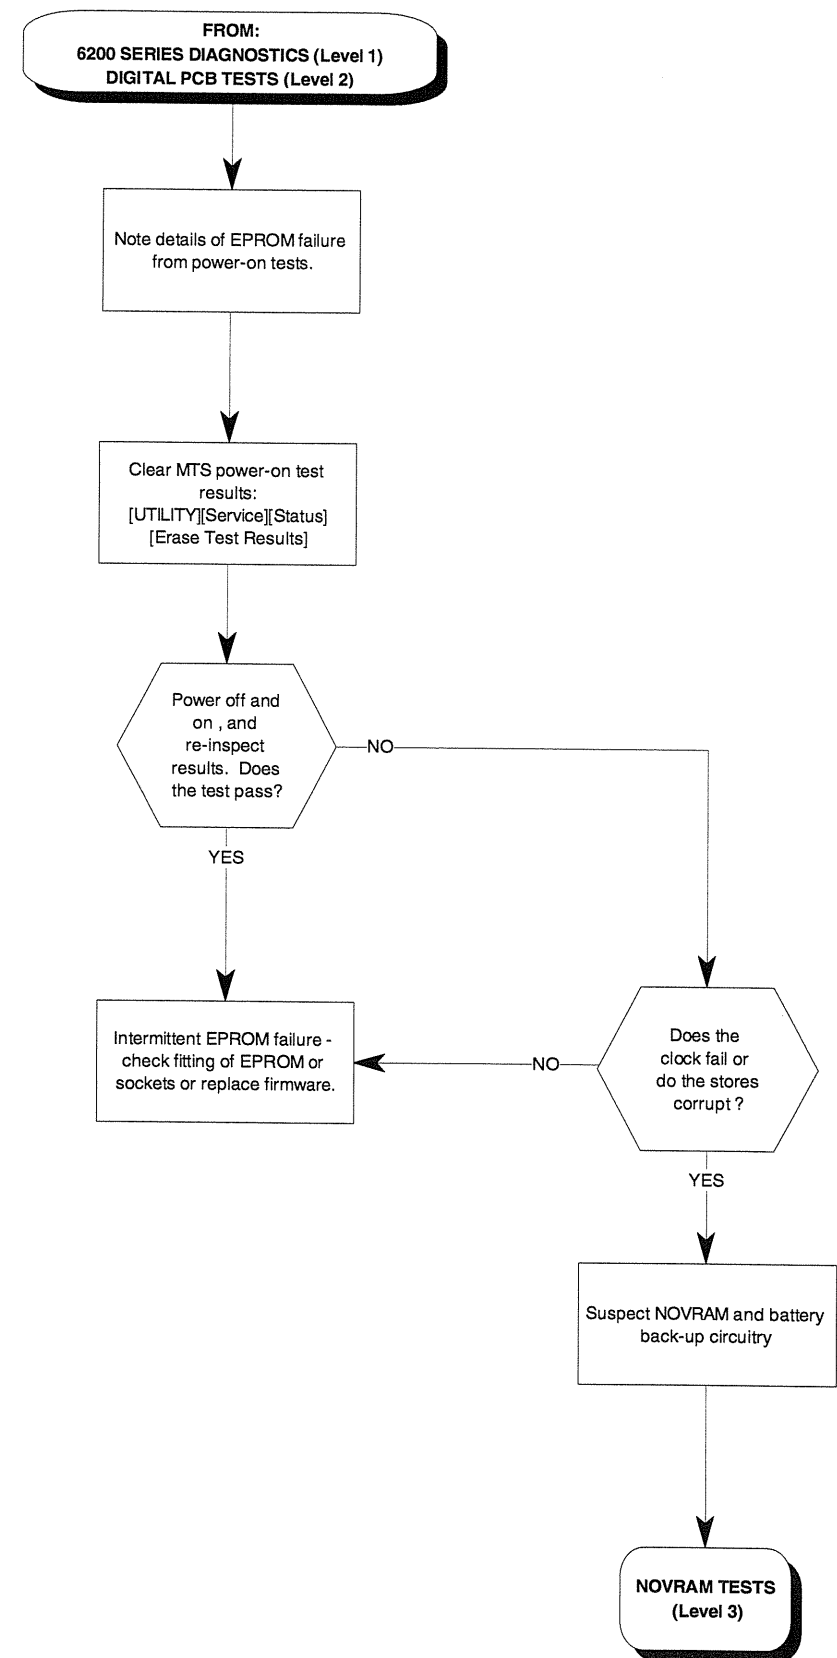 FROM:
6200 SERIES DIAGNOSTICS (Level 1)
DIGITAL PCB TESTS (Level 2)
Note details of EPROM failure
from power-on tests.
Clear MTS power-on test
results:
[UTILITY][Service][Status]
[Erase Test Results]
Power off and
on , and
re-inspect
results. Does
the test pass?
NO
YES
Intermittent EPROM failure -
check fitting of EPROM or
sockets or replace firmware.
NO
Does the
clock fail or
do the stores
corrupt ?
YES
Suspect NOVRAM and battery
back-up circuitry
NOVRAM TESTS
(Level 3)